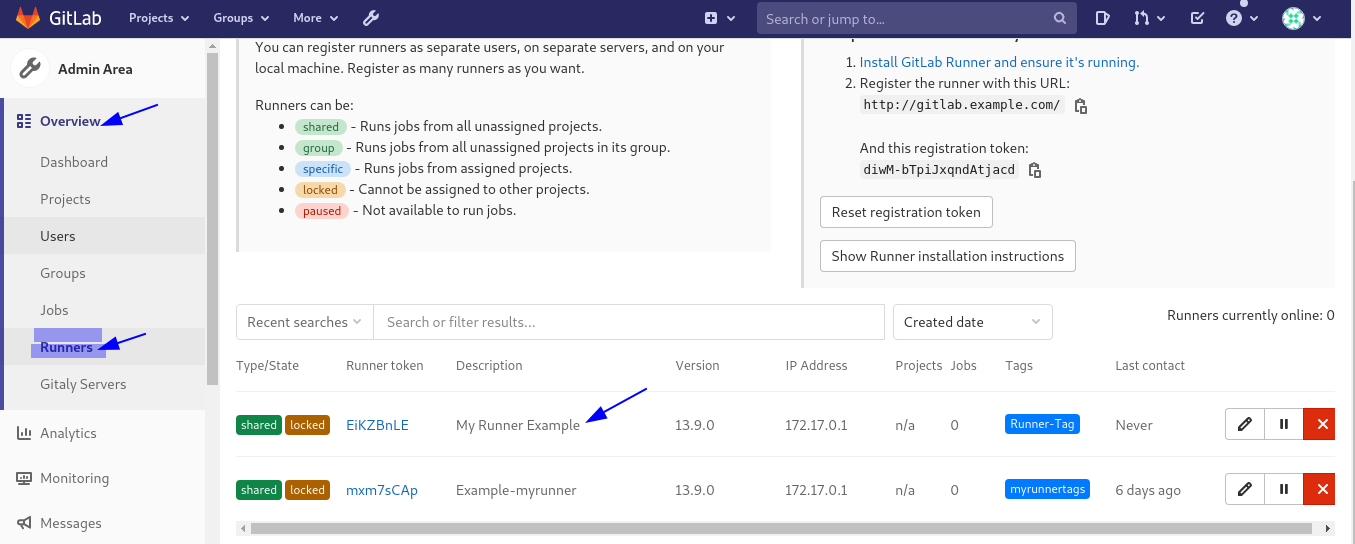 GitLab Projects Groups More Search or jump to...
Admin Area
Overview
Dashboard
Projects
Users
Groups
Jobs
Runners
Gitaly Servers
Analytics
Monitoring
Messages
You can register runners as separate users, on separate servers, and on your
local machine. Register as many runners as you want.
Runners can be:
• shared - Runs jobs from all unassigned projects.
• group - Runs jobs from all unassigned projects in its group.
• specific - Runs jobs from assigned projects.
• locked - Cannot be assigned to other projects.
• paused - Not available to run jobs.
1. Install GitLab Runner and ensure it's running.
2. Register the runner with this URL:
http://gitlab.example.com/
And this registration token:
diwM-bTpiJxqndAtjacd
Reset registration token
Show Runner installation instructions
Recent searches Search or filter results... Created date Runners currently online: 0
Type/State Runner token Description Version IP Address Projects Jobs Tags Last contact
shared locked EiKZBnLE My Runner Example 13.9.0 172.17.0.1 n/a 0 Runner-Tag Never
shared locked mxm7sCAp Example-myrunner 13.9.0 172.17.0.1 n/a 0 myrunnertags 6 days ago